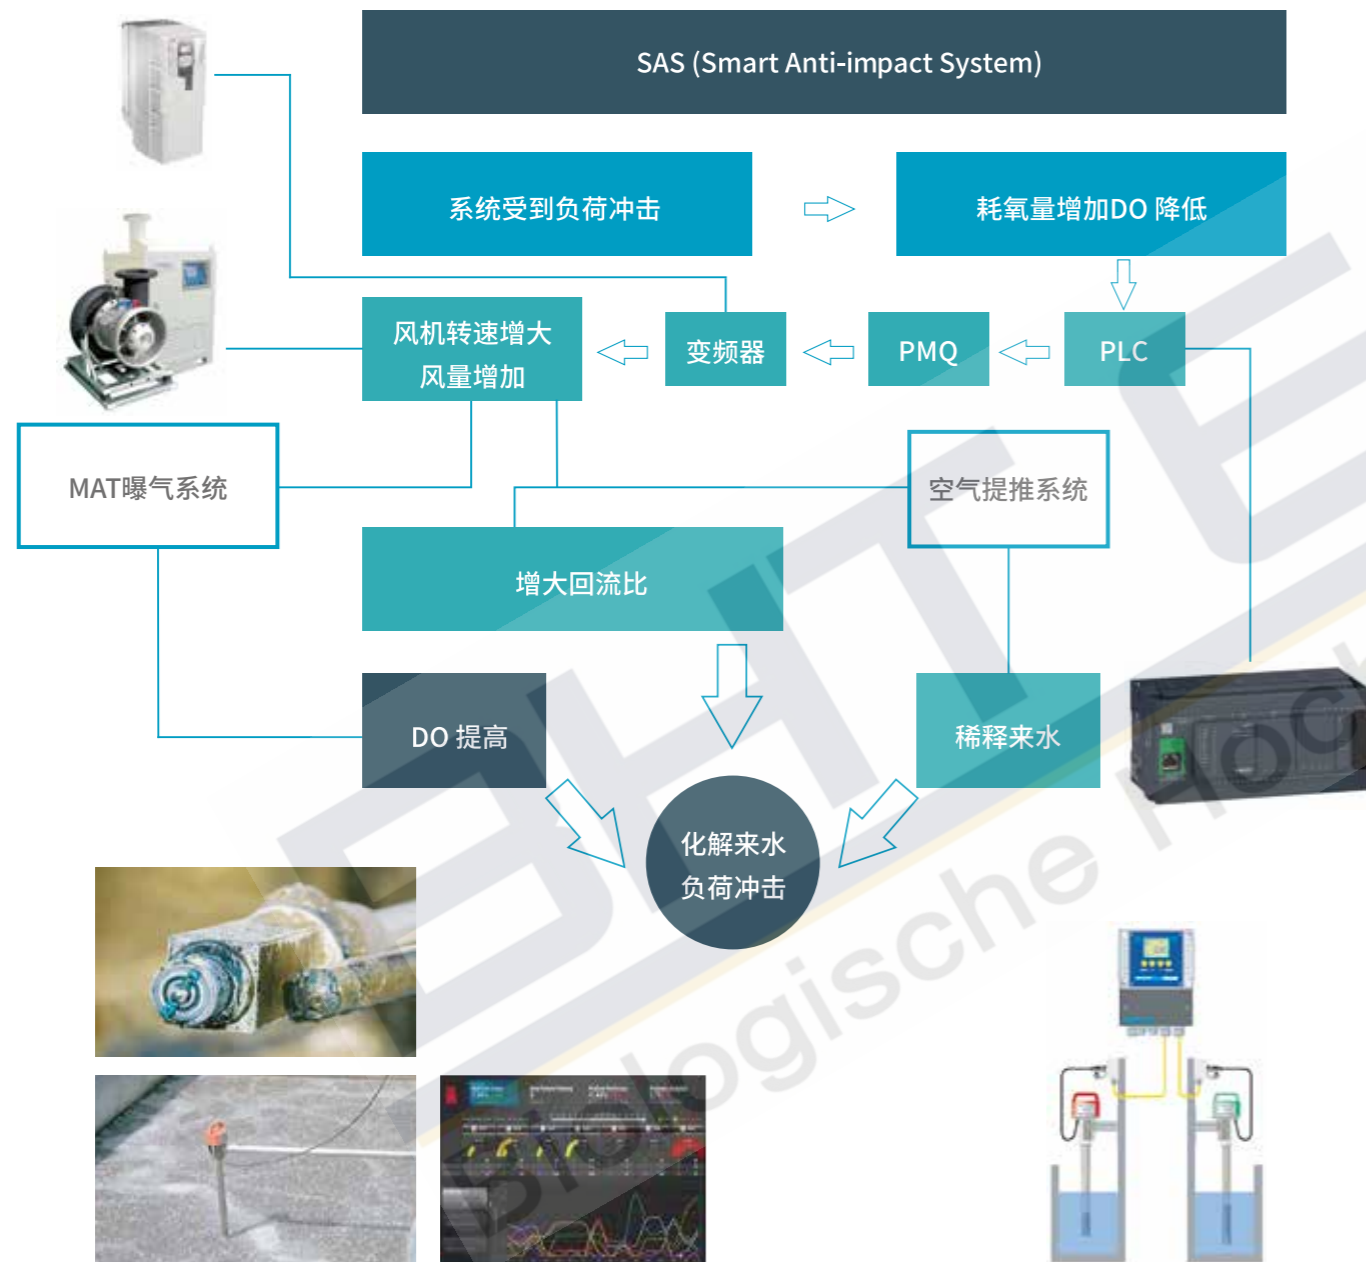 SAS (Smart Anti-impact System)
系统受到负荷冲击
耗氧量增加DO 降低
风机转速增大
风量增加
变频器
PMQ
PLC
MAT曝气系统
空气提推系统
增大回流比
DO 提高
稀释来水
化解来水
负荷冲击
BHTE
Biologische Hoch